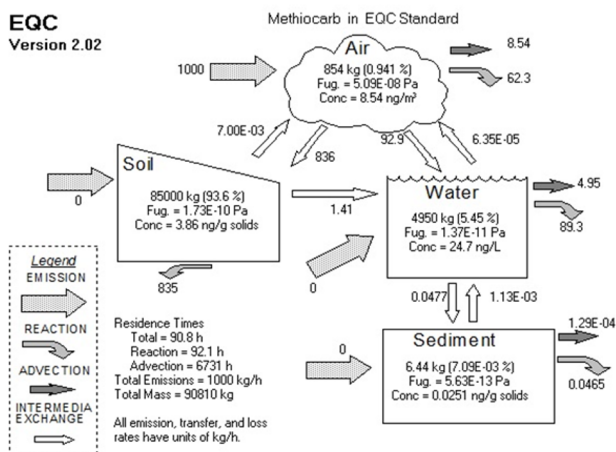 EQC
Version 2.02
Methiocarb in EQC Standard
Air
854 kg (0.941 %)
Fug. = 5.09E-08 Pa
Conc = 8.54 ng/m³
1000
8.54
62.3
7.00E-03
836
92.9
6.35E-05
Soil
85000 kg (93.6 %)
Fug. = 1.73E-10 Pa
Conc = 3.86 ng/g solids
0
835
1.41
Water
4950 kg (5.45 %)
Fug. = 1.37E-11 Pa
Conc = 24.7 ng/L
0
4.95
89.3
0.0477
1.13E-03
Sediment
6.44 kg (7.09E-03 %)
Fug. = 5.63E-13 Pa
Conc = 0.0251 ng/g solids
0
1.29E-04
0.0465
Legend
EMISSION
REACTION
ADVECTION
INTERMEDIA
EXCHANGE
Residence Times
Total = 90.8 h
Reaction = 92.1 h
Advection = 6731 h
Total Emissions = 1000 kg/h
Total Mass = 90810 kg
All emission, transfer, and loss
rates have units of kg/h.